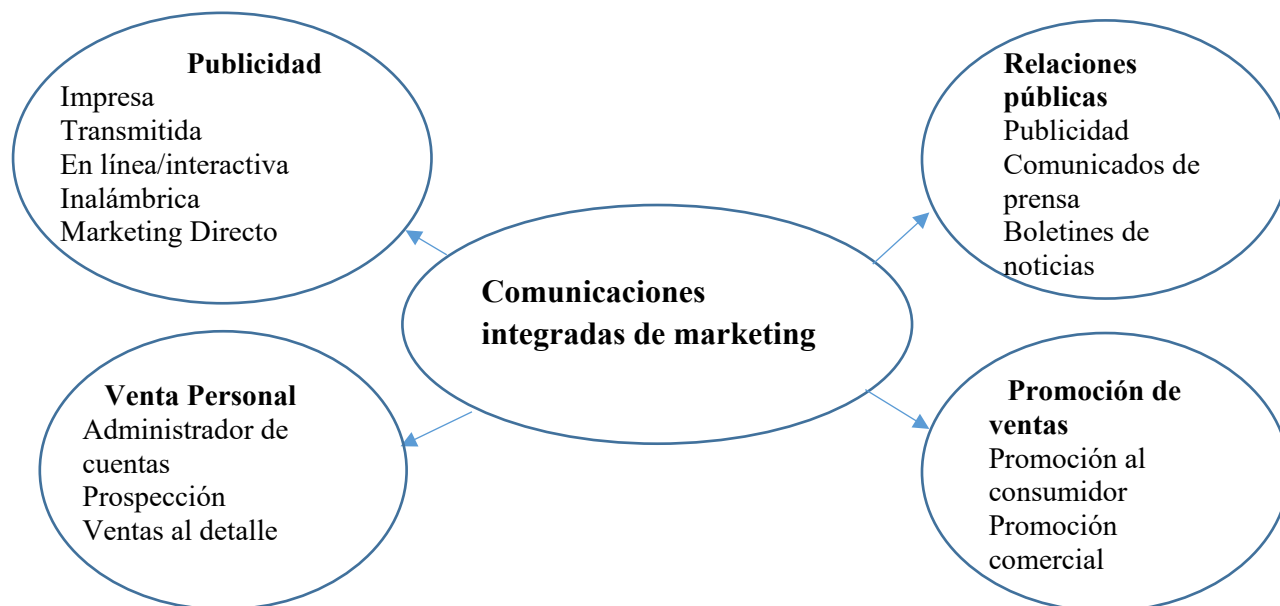 Publicidad
Impresa
Transmitida
En línea/interactiva
Inalámbrica
Marketing Directo
Relaciones
públicas
Publicidad
Comunicados de
prensa
Boletines de
noticias
Comunicaciones
integradas de marketing
Venta Personal
Administrador de
cuentas
Prospección
Ventas al detalle
Promoción de
ventas
Promoción al
consumidor
Promoción
comercial